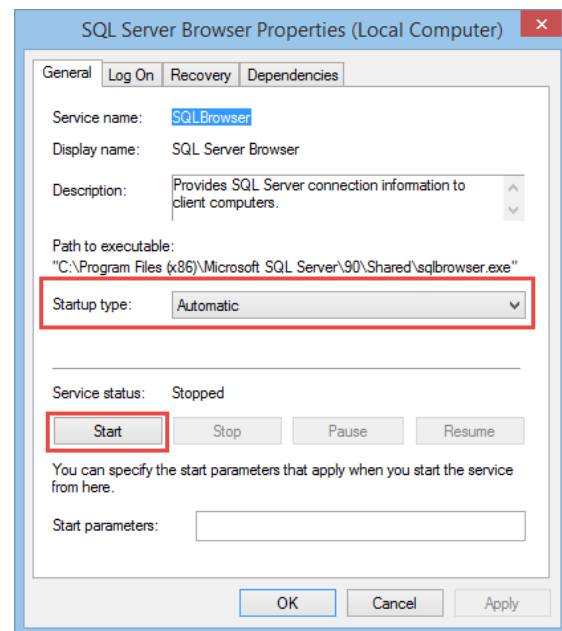 SQL Server Browser Properties (Local Computer)
General Log On Recovery Dependencies
Service name: SQLBrowser
Display name: SQL Server Browser
Description: Provides SQL Server connection information to
client computers.
Path to executable:
"C:\Program Files (x86)\Microsoft SQL Server\90\Shared\sqlbrowser.exe"
Startup type: Automatic
Service status: Stopped
Start Stop Pause Resume
You can specify the start parameters that apply when you start the service
from here.
Start parameters:
OK Cancel Apply